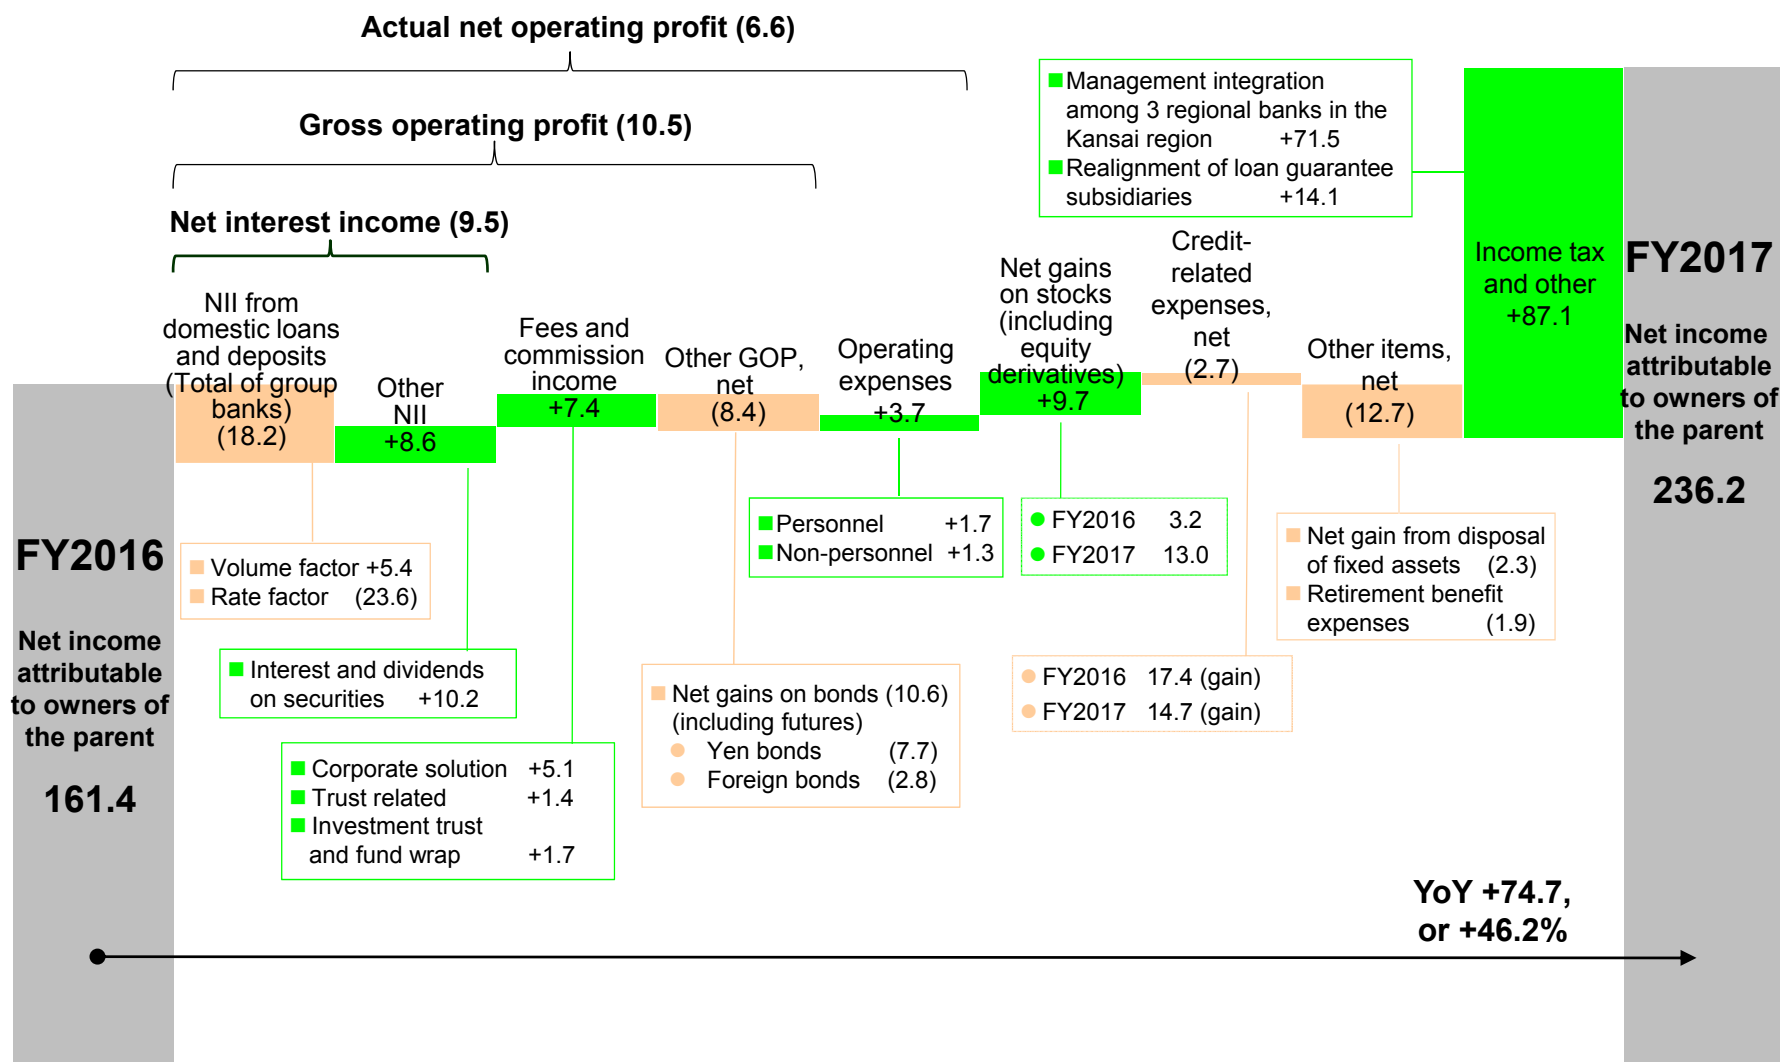 Actual net operating profit (6.6)
Gross operating profit (10.5)
Net interest income (9.5)
FY2016
Net income
attributable
to owners of
the parent
161.4
NII from
domestic loans
and deposits
(Total of group
banks)
(18.2)
Volume factor +5.4
Rate factor (23.6)
Other
NII
+8.6
Interest and dividends
on securities +10.2
Fees and
commission
income
+7.4
Corporate solution +5.1
Trust related +1.4
Investment trust
and fund wrap +1.7
Other GOP,
net
(8.4)
Net gains on bonds (10.6)
(including futures)
Yen bonds (7.7)
Foreign bonds (2.8)
Operating
expenses
+3.7
Personnel +1.7
Non-personnel +1.3
Net gains
on stocks
(including
equity
derivatives)
+9.7
FY2016 3.2
FY2017 13.0
Credit-
related
expenses,
net
(2.7)
FY2016 17.4 (gain)
FY2017 14.7 (gain)
Other items,
net
(12.7)
Net gain from disposal
of fixed assets (2.3)
Retirement benefit
expenses (1.9)
Management integration
among 3 regional banks in the
Kansai region +71.5
Realignment of loan guarantee
subsidiaries +14.1
Income tax
and other
+87.1
FY2017
Net income
attributable
to owners of
the parent
236.2
YoY +74.7,
or +46.2%